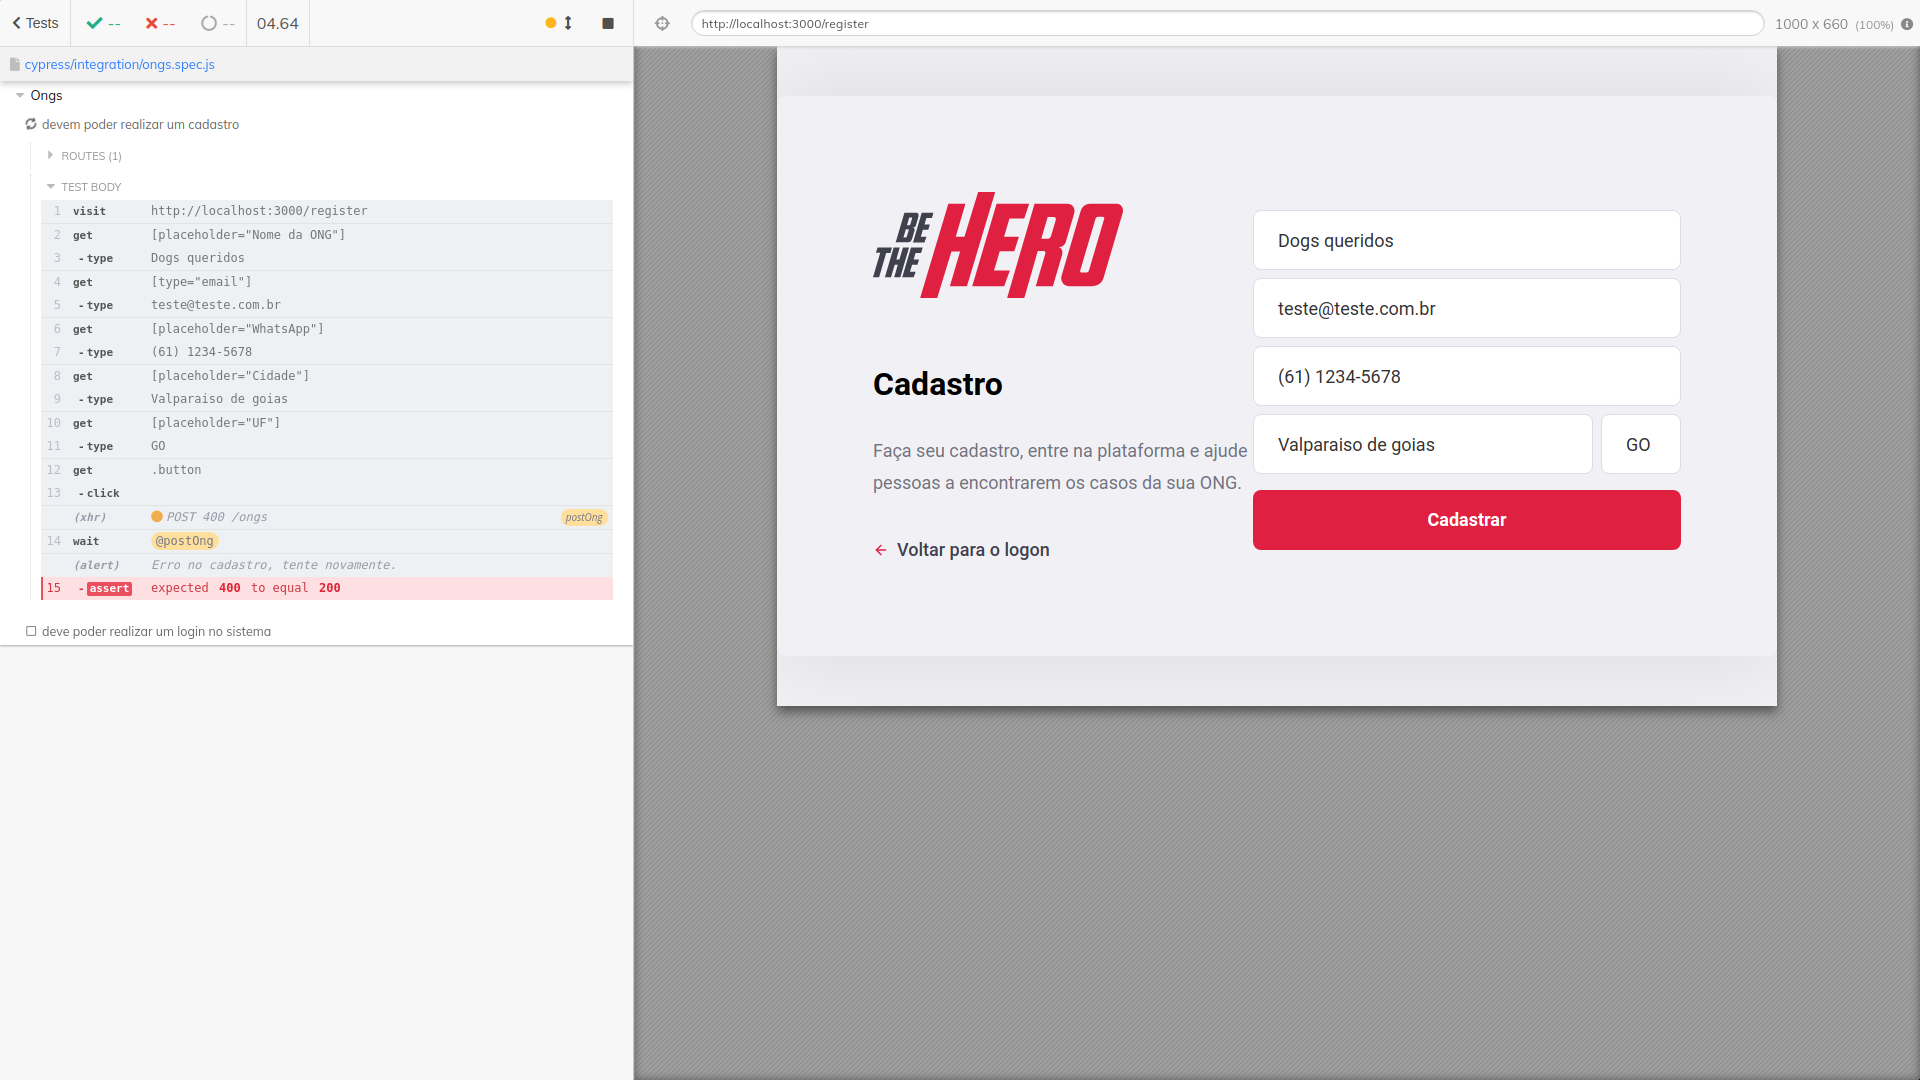 Tests
--
--
--
04.64
http://localhost:3000/register
1000 x 660 (100%)
cypress/integration/ongs.spec.js
Ongs
devem poder realizar um cadastro
ROUTES (1)
TEST BODY
1 visit http://localhost:3000/register
2 get [placeholder="Nome da ONG"]
3 - type Dogs queridos
4 get [type="email"]
5 - type teste@teste.com.br
6 get [placeholder="WhatsApp"]
7 - type (61) 1234-5678
8 get [placeholder="Cidade"]
9 - type Valparaiso de goias
10 get [placeholder="UF"]
11 - type GO
12 get .button
13 - click
(xhr) POST 400 /ongs postOng
14 wait @postOng
(alert) Erro no cadastro, tente novamente.
15 - assert expected 400 to equal 200
deve poder realizar um login no sistema
BE THE HERO
Cadastro
Faça seu cadastro, entre na plataforma e ajude
pessoas a encontrarem os casos da sua ONG.
Voltar para o logon
Dogs queridos
teste@teste.com.br
(61) 1234-5678
Valparaiso de goias
GO
Cadastrar